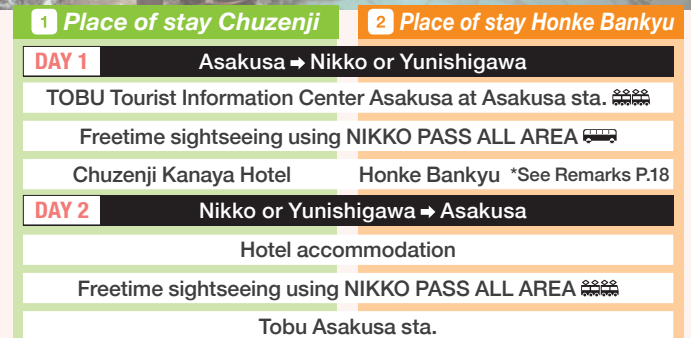 1 Place of stay Chuzenji
2 Place of stay Honke Bankyu
DAY 1 Asakusa ➡ Nikko or Yunishigawa
TOBU Tourist Information Center Asakusa at Asakusa sta.
Freetime sightseeing using NIKKO PASS ALL AREA
Chuzenji Kanaya Hotel
Honke Bankyu *See Remarks P.18
DAY 2 Nikko or Yunishigawa ➡ Asakusa
Hotel accommodation
Freetime sightseeing using NIKKO PASS ALL AREA
Tobu Asakusa sta.